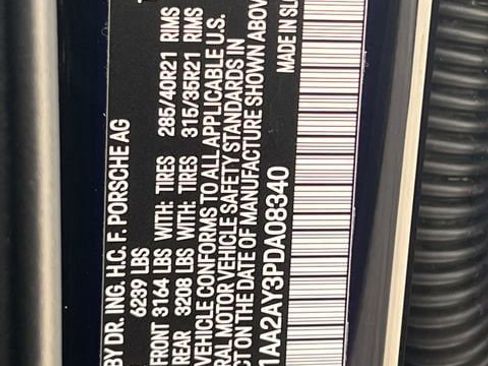 BY DR. ING. H.C. F. PORSCHE AG
6239 LBS
FRONT 3164 LBS WITH: TIRES 285/40R21 RIMS
REAR 3208 LBS WITH: TIRES 315/35R21 RIMS
VEHICLE CONFORMS TO ALL APPLICABLE U.S.
RAL MOTOR VEHICLE SAFETY STANDARDS IN
CT ON THE DATE OF MANUFACTURE SHOWN ABOV
1AA2AY3PDA08340 MADE IN SL